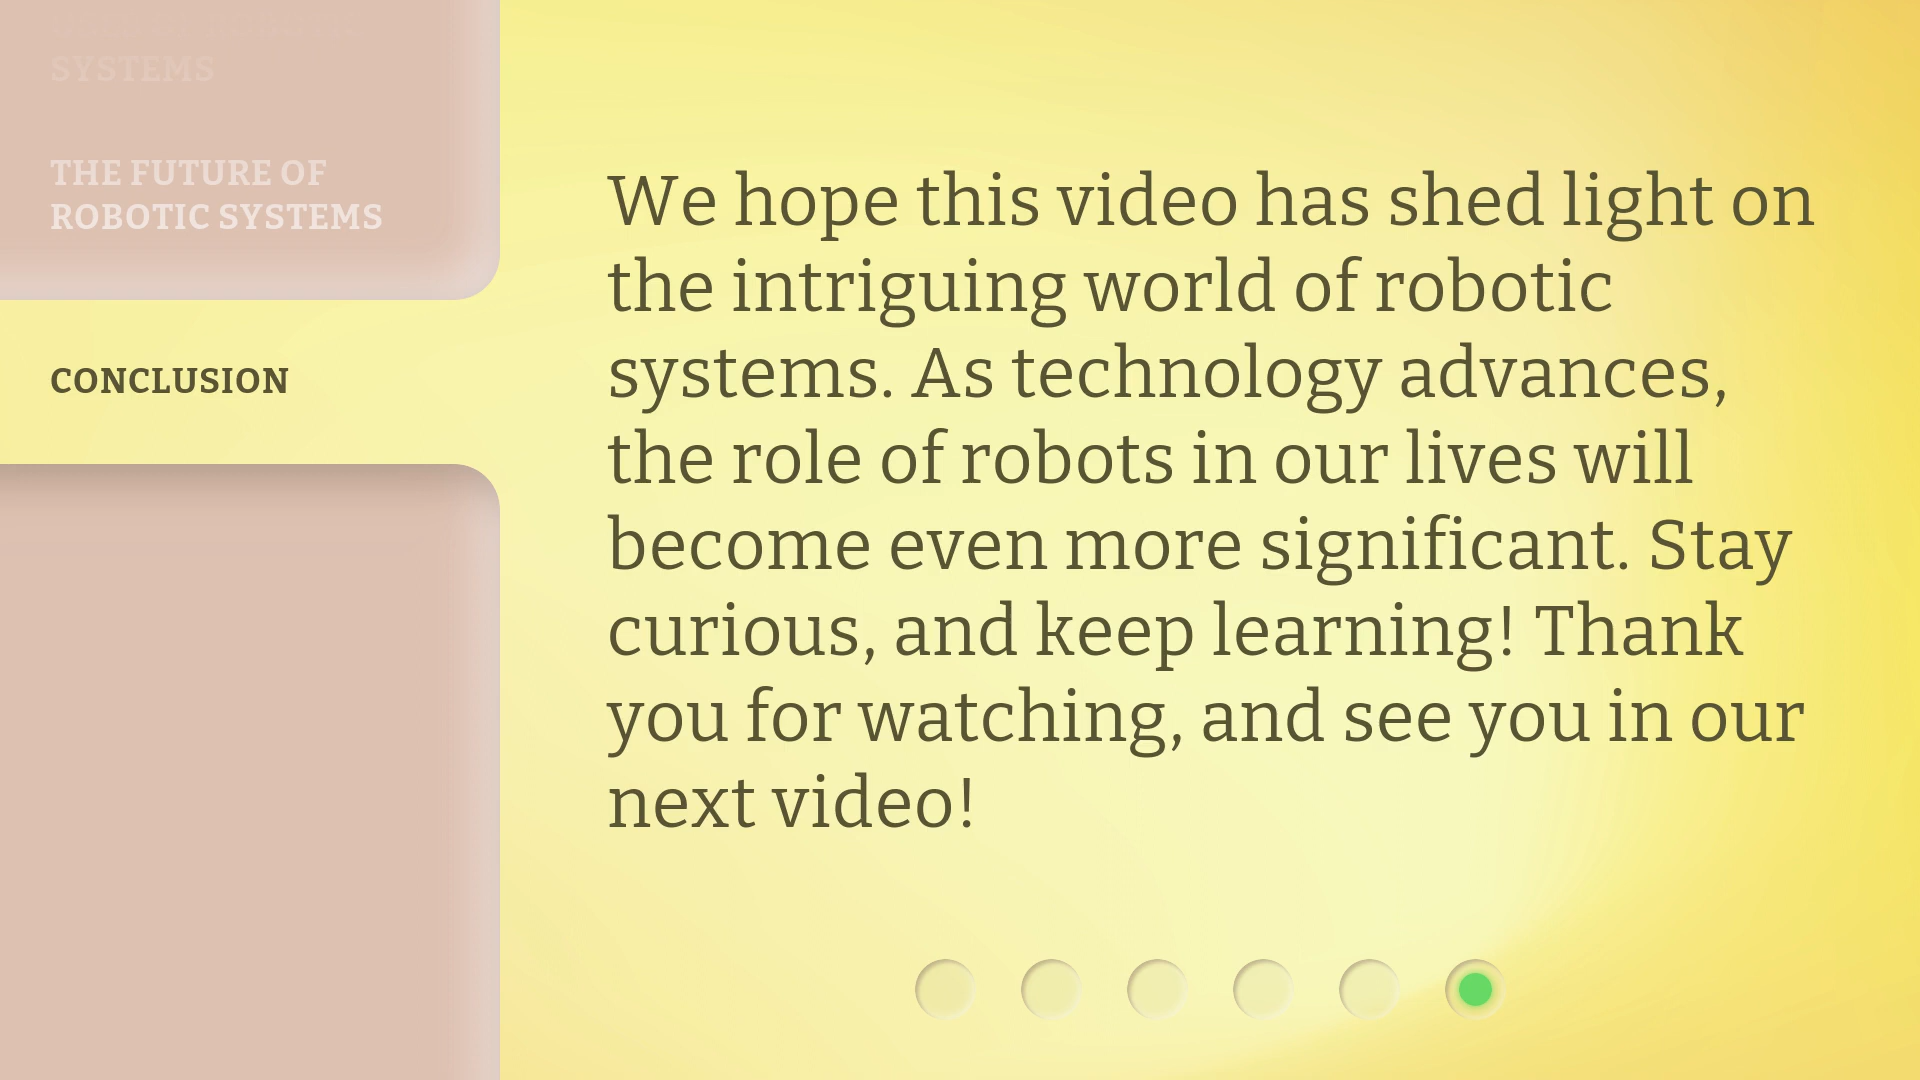 SYSTEMS
THE FUTURE OF
ROBOTIC SYSTEMS
CONCLUSION
We hope this video has shed light on
the intriguing world of robotic
systems. As technology advances,
the role of robots in our lives will
become even more significant. Stay
curious, and keep learning! Thank
you for watching, and see you in our
next video!